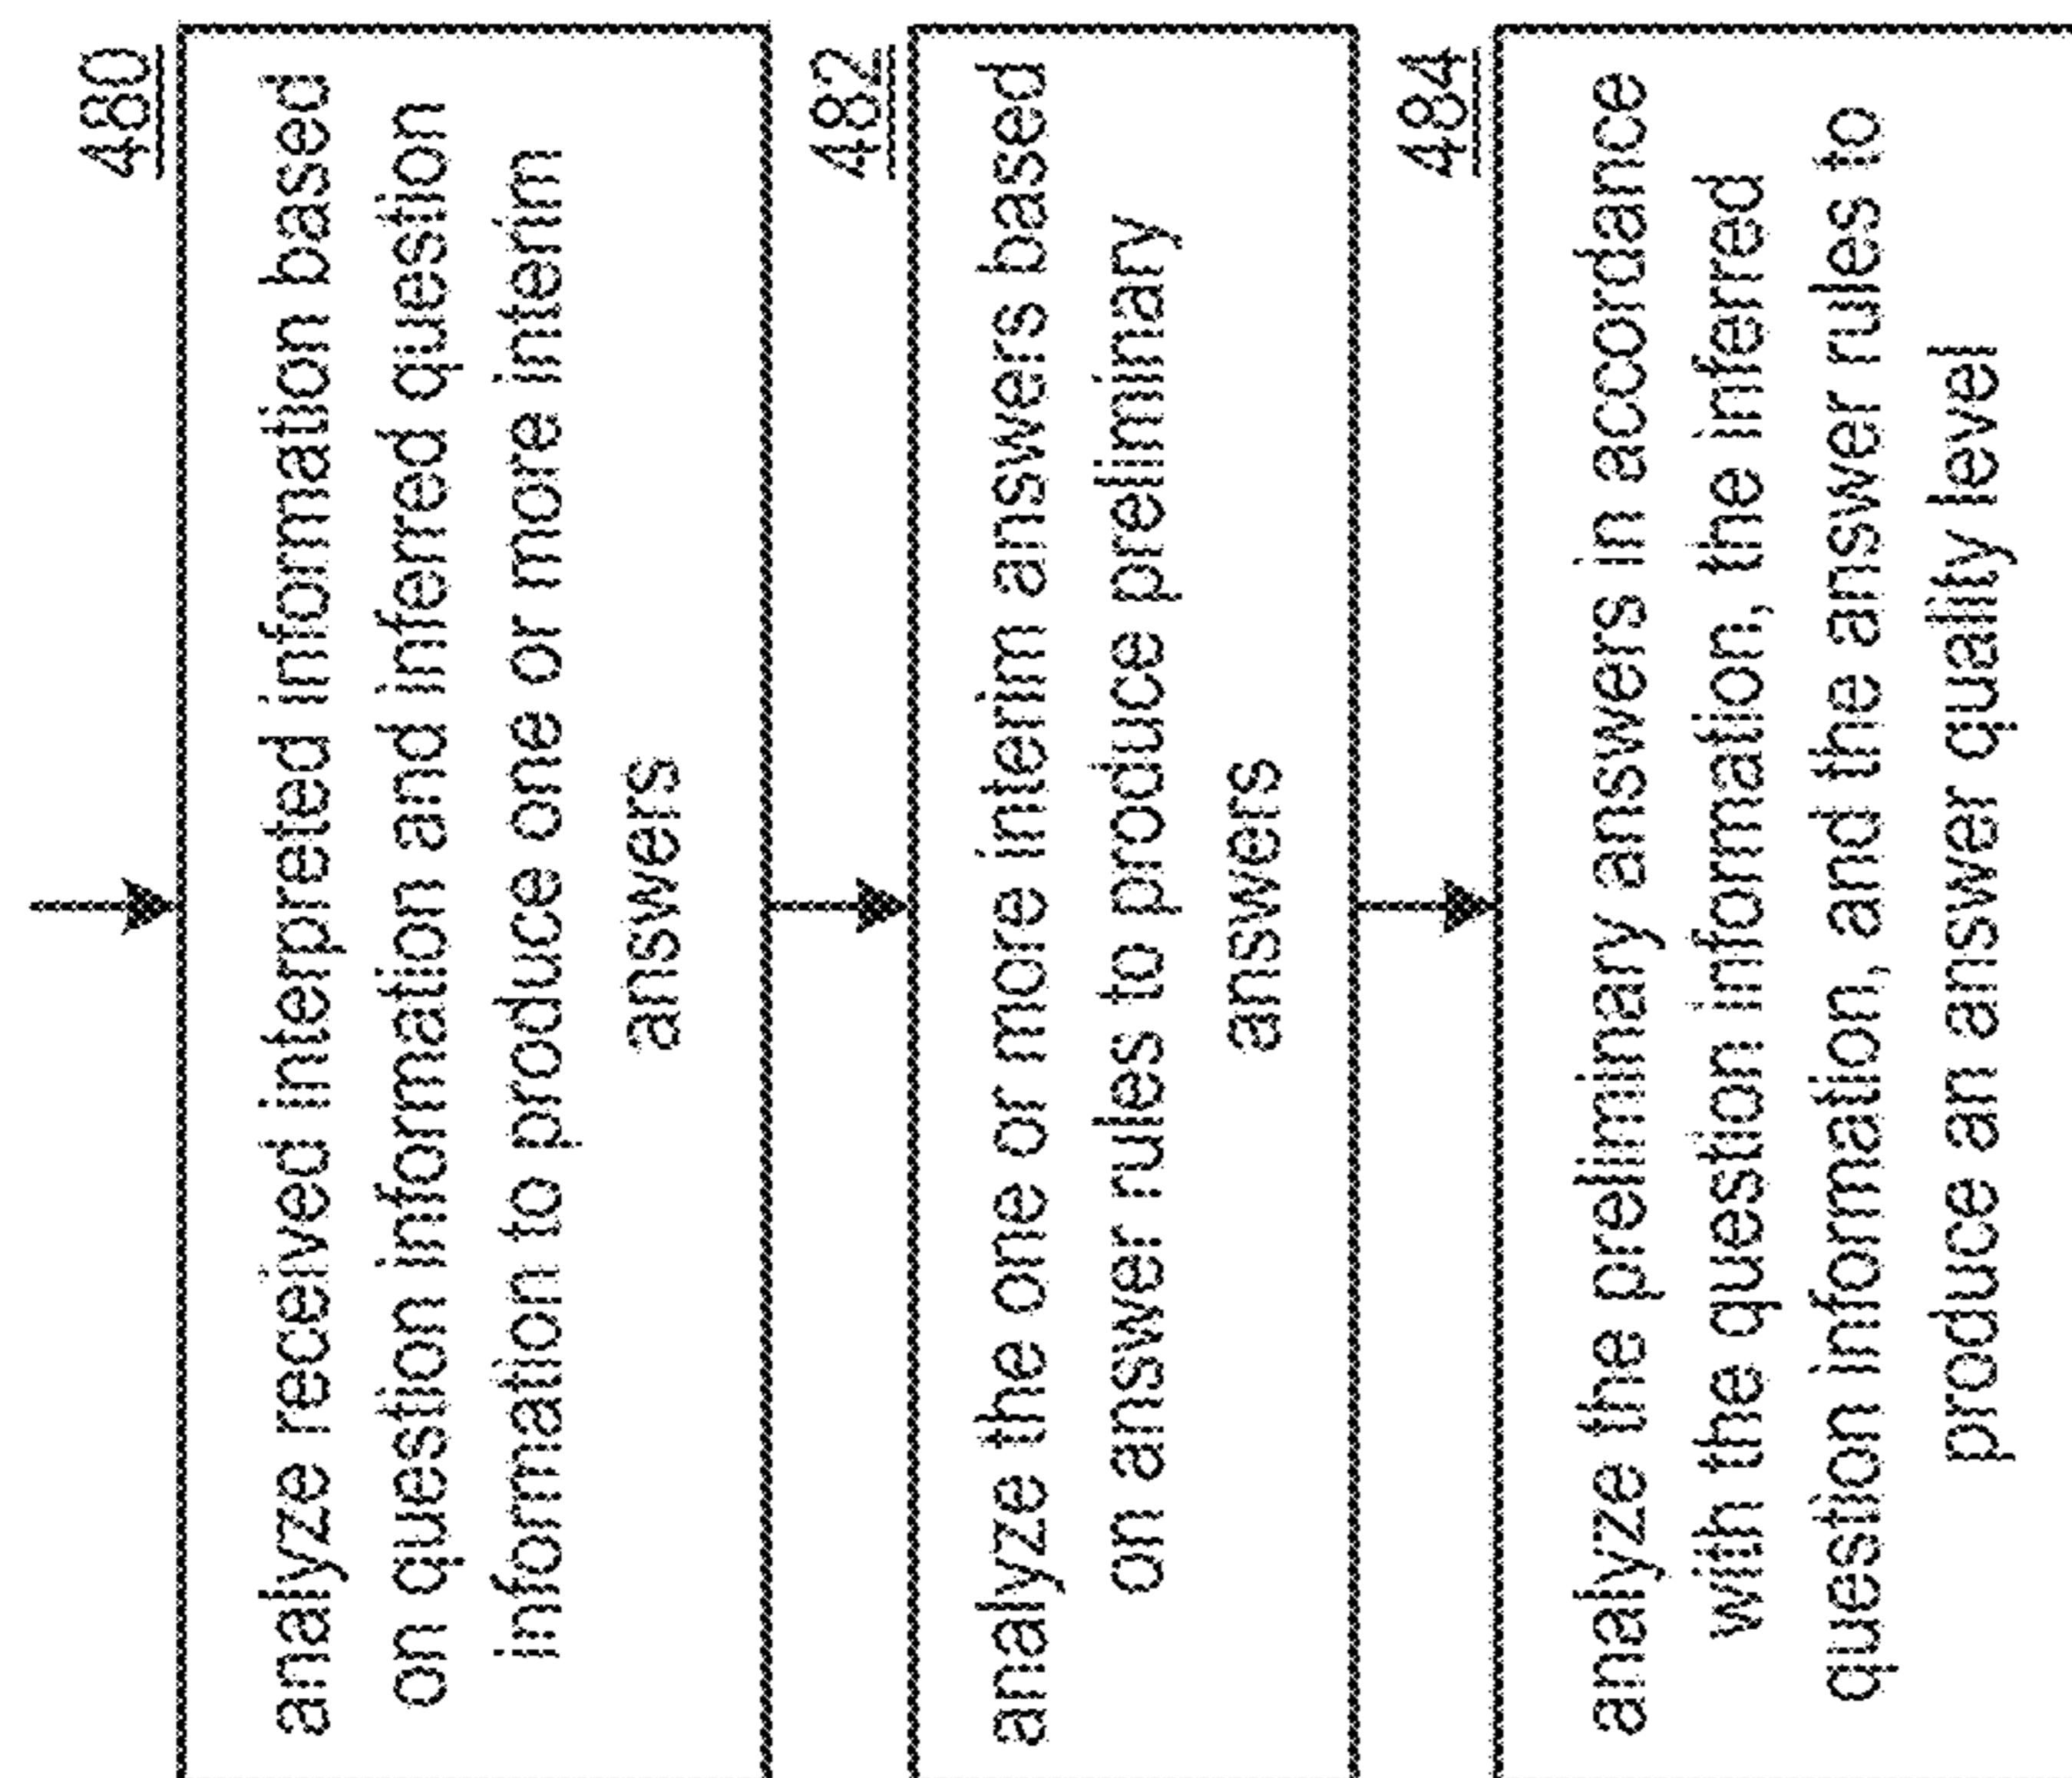 480
analyze received interpreted information based
on question information and inferred question
information to produce one or more interim
answers
482
analyze the one or more interim answers based
on answer rules to produce preliminary
answers
484
analyze the preliminary answers in accordance
with the question information, the inferred
question information, and the answer rules to
produce an answer quality level